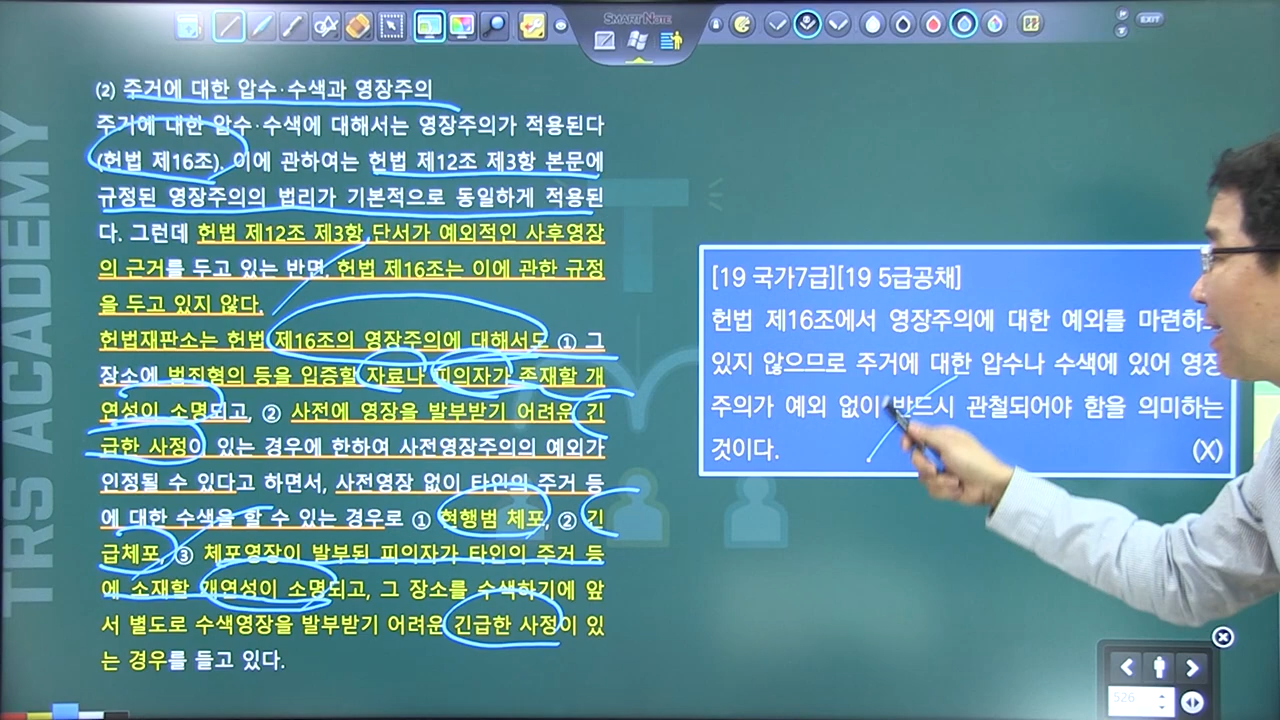 SMARTNOTE
EXIT
TRS ACADEMY
(2) 주거에 대한 압수·수색과 영장주의
주거에 대한 압수·수색에 대해서는 영장주의가 적용된다
(헌법 제16조). 이에 관하여는 헌법 제12조 제3항 본문에
규정된 영장주의의 법리가 기본적으로 동일하게 적용된
다. 그런데 헌법 제12조 제3항 단서가 예외적인 사후영장
의 근거를 두고 있는 반면, 헌법 제16조는 이에 관한 규정
을 두고 있지 않다.
헌법재판소는 헌법 제16조의 영장주의에 대해서도 ① 그
장소에 범죄혐의 등을 입증할 자료나 피의자가 존재할 개
연성이 소명되고, ② 사전에 영장을 발부받기 어려운 긴
급한 사정이 있는 경우에 한하여 사전영장주의의 예외가
인정될 수 있다고 하면서, 사전영장 없이 타인의 주거 등
에 대한 수색을 할 수 있는 경우로 ① 현행범 체포, ② 긴
급체포, ③ 체포영장이 발부된 피의자가 타인의 주거 등
에 소재할 개연성이 소명되고, 그 장소를 수색하기에 앞
서 별도로 수색영장을 발부받기 어려운 긴급한 사정이 있
는 경우를 들고 있다.
[19 국가7급][19 5급공채]
헌법 제16조에서 영장주의에 대한 예외를 마련하
있지 않으므로 주거에 대한 압수나 수색에 있어 영장
주의가 예외 없이 반드시 관철되어야 함을 의미하는
것이다. (X)
526